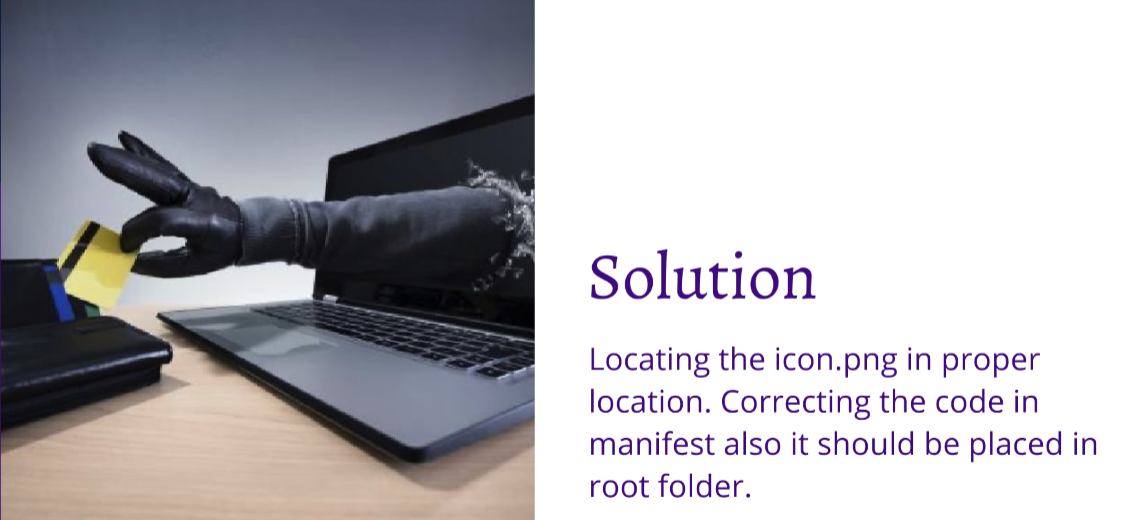 Solution
Locating the icon.png in proper
location. Correcting the code in
manifest also it should be placed in
root folder.